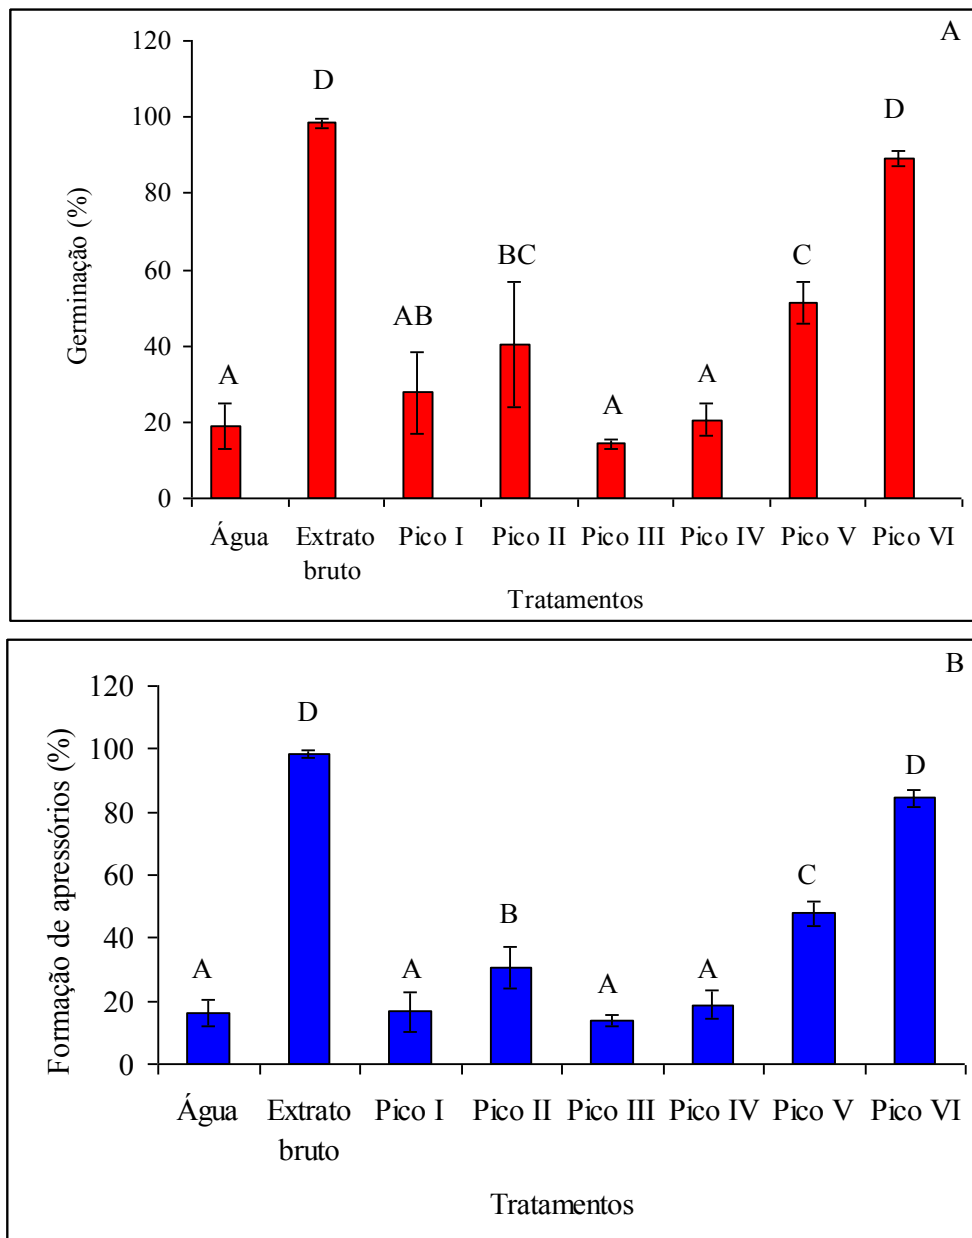 A
Germinação (%)
120
100
80
60
40
20
0
A
D
AB
BC
A
A
C
D
Água
Extrato bruto
Pico I
Pico II
Pico III
Pico IV
Pico V
Pico VI
Tratamentos
B
Formação de apressórios (%)
120
100
80
60
40
20
0
A
D
A
B
A
A
C
D
Água
Extrato bruto
Pico I
Pico II
Pico III
Pico IV
Pico V
Pico VI
Tratamentos